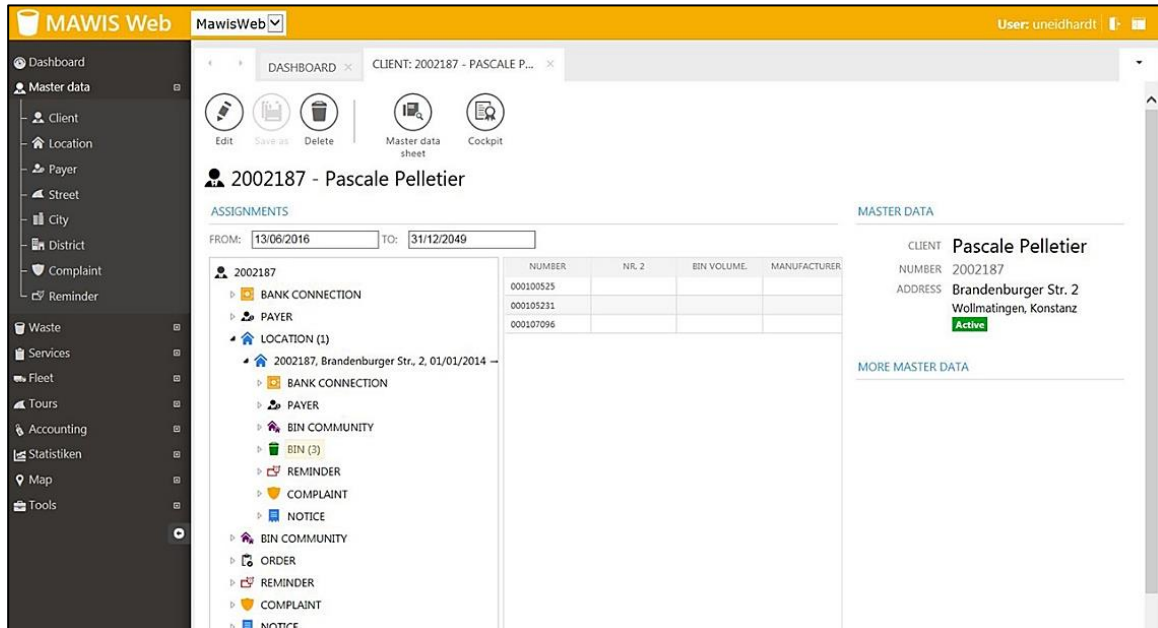 MAWIS Web
MawisWeb
User: uneidhardt
Dashboard
Master data
Client
Location
Payer
Street
City
District
Complaint
Reminder
Waste
Services
Fleet
Tours
Accounting
Statistiken
Map
Tools
DASHBOARD ×
CLIENT: 2002187 - PASCALE P... ×
Edit
Save as
Delete
Master data
sheet
Cockpit
2002187 - Pascale Pelletier
ASSIGNMENTS
FROM: 13/06/2016 TO: 31/12/2049
2002187
BANK CONNECTION
PAYER
LOCATION (1)
2002187, Brandenburger Str., 2, 01/01/2014 –
BANK CONNECTION
PAYER
BIN COMMUNITY
BIN (3)
REMINDER
COMPLAINT
NOTICE
BIN COMMUNITY
ORDER
REMINDER
COMPLAINT
NOTICE
NUMBER NR. 2 BIN VOLUME. MANUFACTURER
000100525
000105231
000107096
MASTER DATA
CLIENT Pascale Pelletier
NUMBER 2002187
ADDRESS Brandenburger Str. 2
Wollmatingen, Konstanz
Active
MORE MASTER DATA